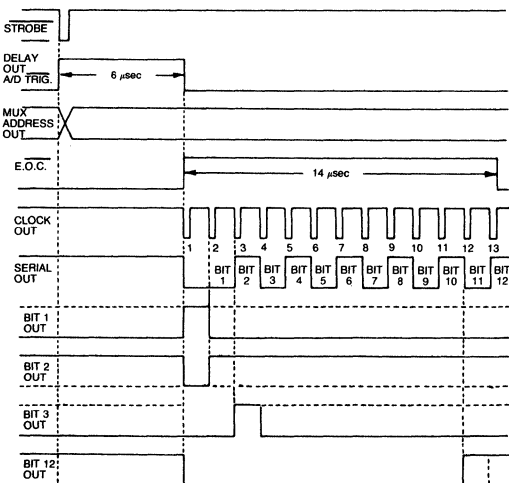 STROBE
DELAY
OUT
A/D TRIG.
6 µsec
MUX
ADDRESS
OUT
E.O.C.
14 µsec
CLOCK
OUT
1 2 3 4 5 6 7 8 9 10 11 12 13
SERIAL
OUT
BIT 1
BIT 2
BIT 3
BIT 4
BIT 5
BIT 6
BIT 7
BIT 8
BIT 9
BIT 10
BIT 11
BIT 12
BIT 1
OUT
BIT 2
OUT
BIT 3
OUT
BIT 12
OUT